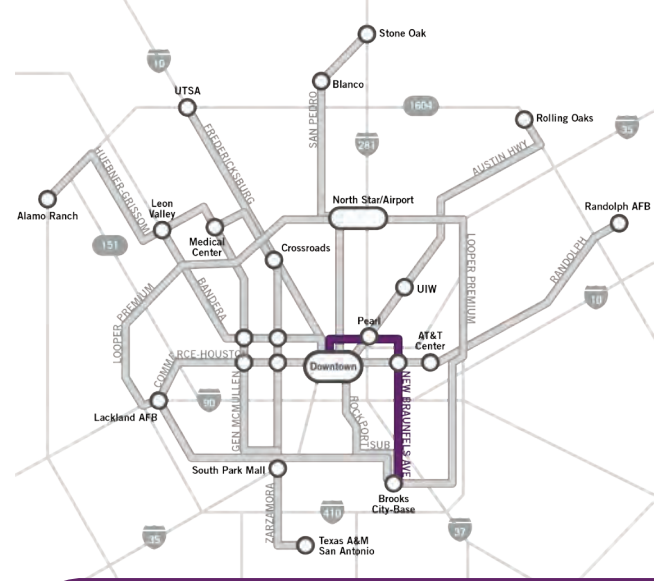 Stone Oak
10
Blanco
UTSA
1604
SAN PEDRO
Rolling Oaks
FREDERICKSBURG
35
281
AUSTIN HWY
HUEBNER-GRISSOM
Leon
Valley
North Star/Airport
Alamo Ranch
Randolph AFB
Medical
Center
151
Crossroads
LOOPER PREMIUM
RANDOLPH
UIW
10
BANDERA
LOOPER PREMIUM
Pearl
AT&T
Center
COMMERCE-HOUSTON
Downtown
90
GEN MCMULLEN
Lackland AFB
ROCKPORT/
SUB
NEW BRAUNFELS AVE
South Park Mall
Brooks
City-Base
ZARZAMORA
410
37
35
Texas A&M
San Antonio